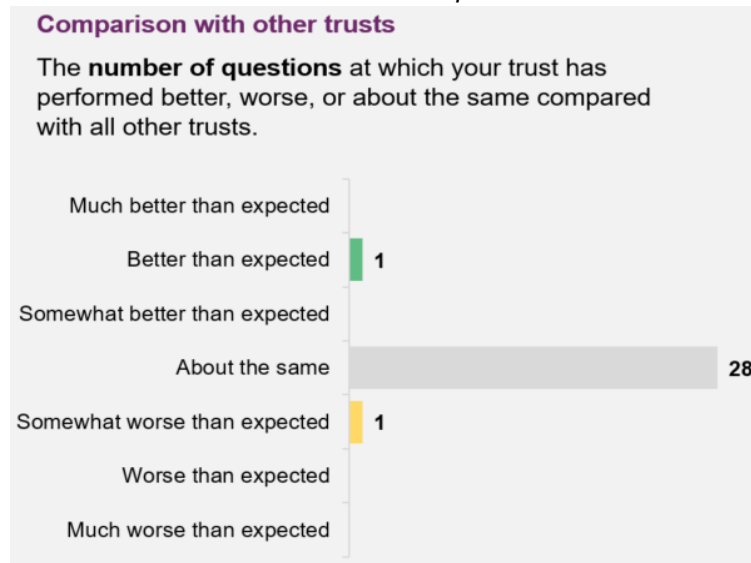 Comparison with other trusts
The number of questions at which your trust has
performed better, worse, or about the same compared
with all other trusts.
Much better than expected
Better than expected 1
Somewhat better than expected
About the same 28
Somewhat worse than expected 1
Worse than expected
Much worse than expected